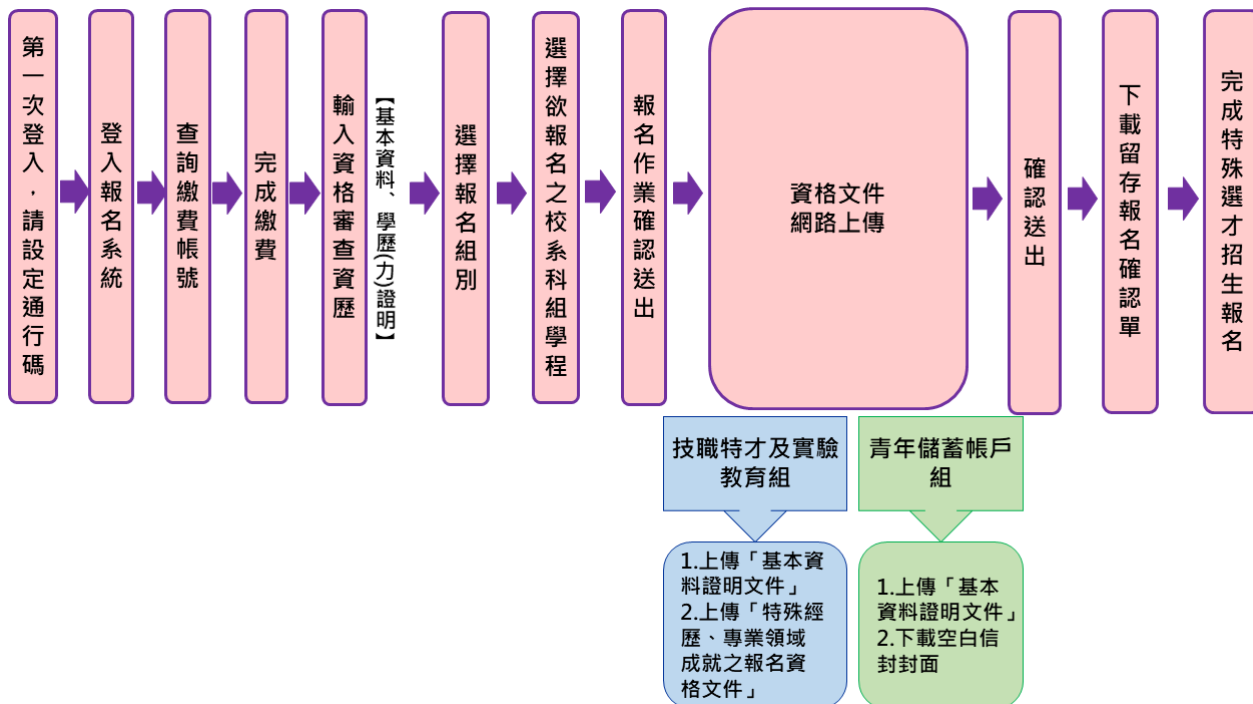 第一次登入，請設定通行碼
登入報名系統
查詢繳費帳號
完成繳費
輸入資格審查資歷
【基本資料、學歷(力)證明】
選擇報名組別
選擇欲報名之校系科組學程
報名作業確認送出
資格文件
網路上傳
確認送出
下載留存報名確認單
完成特殊選才招生報名
技職特才及實驗
教育組
1.上傳「基本資
料證明文件」
2.上傳「特殊經
歷、專業領域
成就之報名資
格文件」
青年儲蓄帳戶
組
1.上傳「基本
資料證明文件」
2.下載空白信
封封面